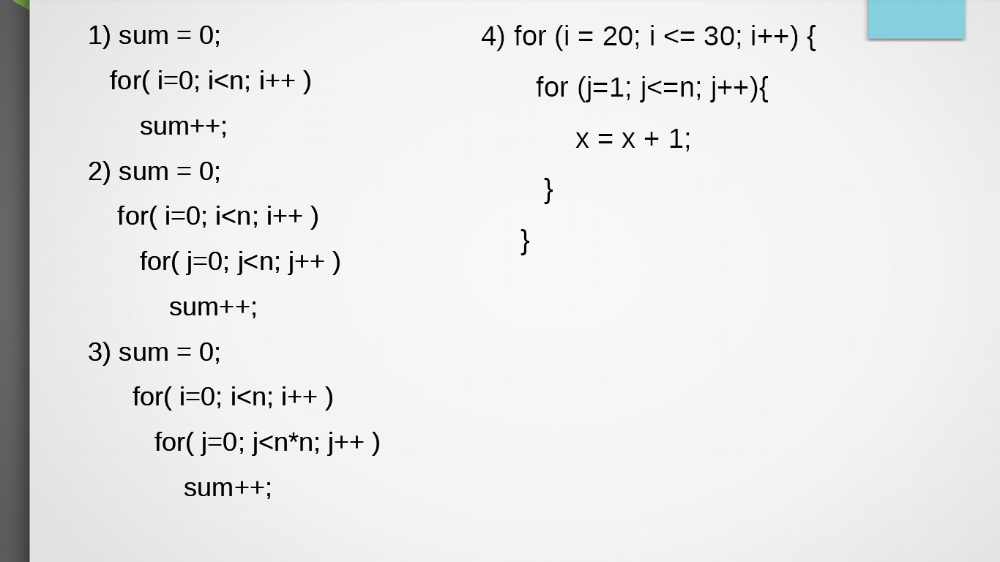 1) sum = 0;
for( i=0; i<n; i++ )
sum++;
2) sum = 0;
for( i=0; i<n; i++ )
for( j=0; j<n; j++ )
sum++;
3) sum = 0;
for( i=0; i<n; i++ )
for( j=0; j<n*n; j++ )
sum++;
4) for (i = 20; i <= 30; i++) {
for (j=1; j<=n; j++){
x = x + 1;
}
}